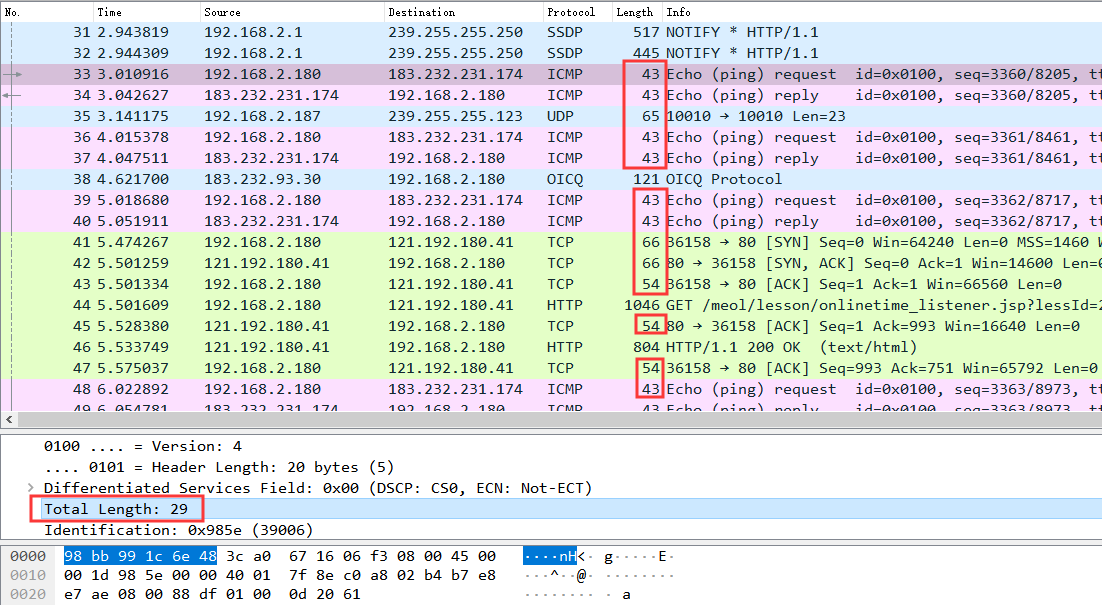 No. Time Source Destination Protocol Length Info
31 2.943819 192.168.2.1 239.255.255.250 SSDP 517 NOTIFY * HTTP/1.1
32 2.944309 192.168.2.1 239.255.255.250 SSDP 445 NOTIFY * HTTP/1.1
33 3.010916 192.168.2.180 183.232.231.174 ICMP 43 Echo (ping) request id=0x0100, seq=3360/8205, tt
34 3.042627 183.232.231.174 192.168.2.180 ICMP 43 Echo (ping) reply id=0x0100, seq=3360/8205, tt
35 3.141175 192.168.2.187 239.255.255.123 UDP 65 10010 → 10010 Len=23
36 4.015378 192.168.2.180 183.232.231.174 ICMP 43 Echo (ping) request id=0x0100, seq=3361/8461, tt
37 4.047511 183.232.231.174 192.168.2.180 ICMP 43 Echo (ping) reply id=0x0100, seq=3361/8461, tt
38 4.621700 183.232.93.30 192.168.2.180 OICQ 121 OICQ Protocol
39 5.018680 192.168.2.180 183.232.231.174 ICMP 43 Echo (ping) request id=0x0100, seq=3362/8717, tt
40 5.051911 183.232.231.174 192.168.2.180 ICMP 43 Echo (ping) reply id=0x0100, seq=3362/8717, tt
41 5.474267 192.168.2.180 121.192.180.41 TCP 66 36158 → 80 [SYN] Seq=0 Win=64240 Len=0 MSS=1460 W
42 5.501259 121.192.180.41 192.168.2.180 TCP 66 80 → 36158 [SYN, ACK] Seq=0 Ack=1 Win=14600 Len=0
43 5.501334 192.168.2.180 121.192.180.41 TCP 54 36158 → 80 [ACK] Seq=1 Ack=1 Win=66560 Len=0
44 5.501609 192.168.2.180 121.192.180.41 HTTP 1046 GET /meol/lesson/onlinetime_listener.jsp?lessId=2
45 5.528380 121.192.180.41 192.168.2.180 TCP 54 80 → 36158 [ACK] Seq=1 Ack=993 Win=16640 Len=0
46 5.533749 121.192.180.41 192.168.2.180 HTTP 804 HTTP/1.1 200 OK (text/html)
47 5.575037 192.168.2.180 121.192.180.41 TCP 54 36158 → 80 [ACK] Seq=993 Ack=751 Win=65792 Len=0
48 6.022892 192.168.2.180 183.232.231.174 ICMP 43 Echo (ping) request id=0x0100, seq=3363/8973, tt
49 6.054781 183.232.231.174 192.168.2.180 ICMP 43 Echo (ping) reply id=0x0100, seq=3363/8973, tt
0100 .... = Version: 4
.... 0101 = Header Length: 20 bytes (5)
Differentiated Services Field: 0x00 (DSCP: CS0, ECN: Not-ECT)
Total Length: 29
Identification: 0x985e (39006)
0000 98 bb 99 1c 6e 48 3c a0 67 16 06 f3 08 00 45 00 ····nH<· g·····E·
0010 00 1d 98 5e 00 00 40 01 7f 8e c0 a8 02 b4 b7 e8 ···^··@· ········
0020 e7 ae 08 00 88 df 01 00 0d 20 61 ········ · a